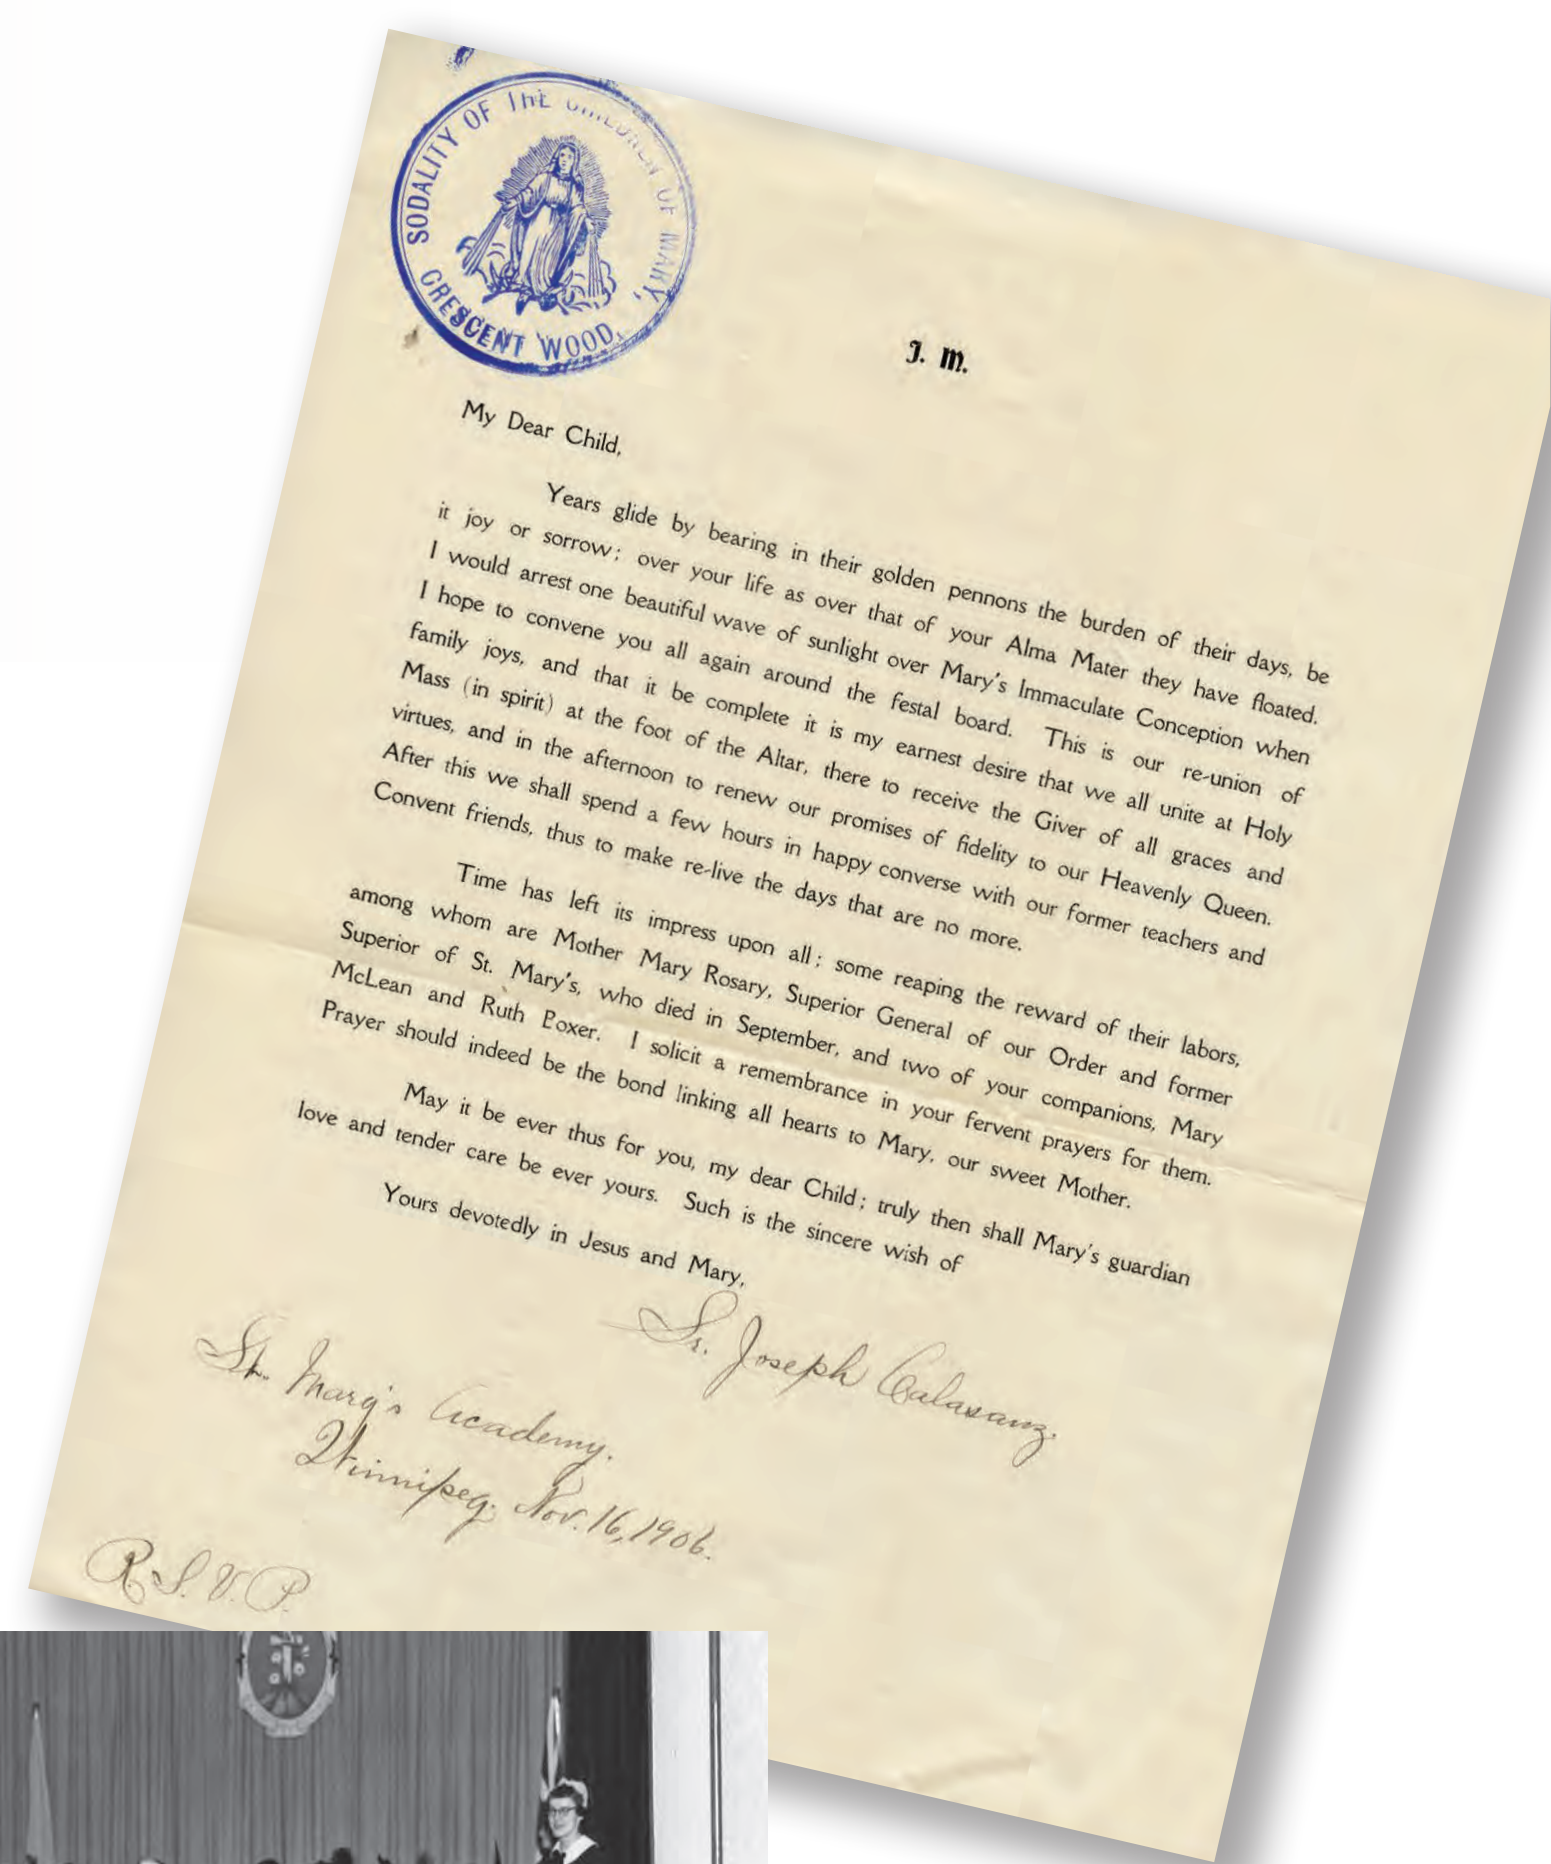 SODALITY OF THE CHILDREN OF MARY,
CRESCENT WOOD,
J. M.
My Dear Child,
Years glide by bearing in their golden pennons the burden of their days, be
it joy or sorrow; over your life as over that of your Alma Mater they have floated.
I would arrest one beautiful wave of sunlight over Mary's Immaculate Conception when
I hope to convene you all again around the festal board. This is our re-union of
family joys, and that it be complete it is my earnest desire that we all unite at Holy
Mass (in spirit) at the foot of the Altar, there to receive the Giver of all graces and
virtues, and in the afternoon to renew our promises of fidelity to our Heavenly Queen.
After this we shall spend a few hours in happy converse with our former teachers and
Convent friends, thus to make re-live the days that are no more.
Time has left its impress upon all; some reaping the reward of their labors,
among whom are Mother Mary Rosary, Superior General of our Order and former
Superior of St. Mary's, who died in September, and two of your companions, Mary
McLean and Ruth Boxer. I solicit a remembrance in your fervent prayers for them.
Prayer should indeed be the bond linking all hearts to Mary, our sweet Mother.
May it be ever thus for you, my dear Child; truly then shall Mary's guardian
love and tender care be ever yours. Such is the sincere wish of
Yours devotedly in Jesus and Mary,
Sr. Joseph Calasanz.
St. Mary's Academy.
Winnipeg. Nov. 16, 1906.
R. S. V. P.